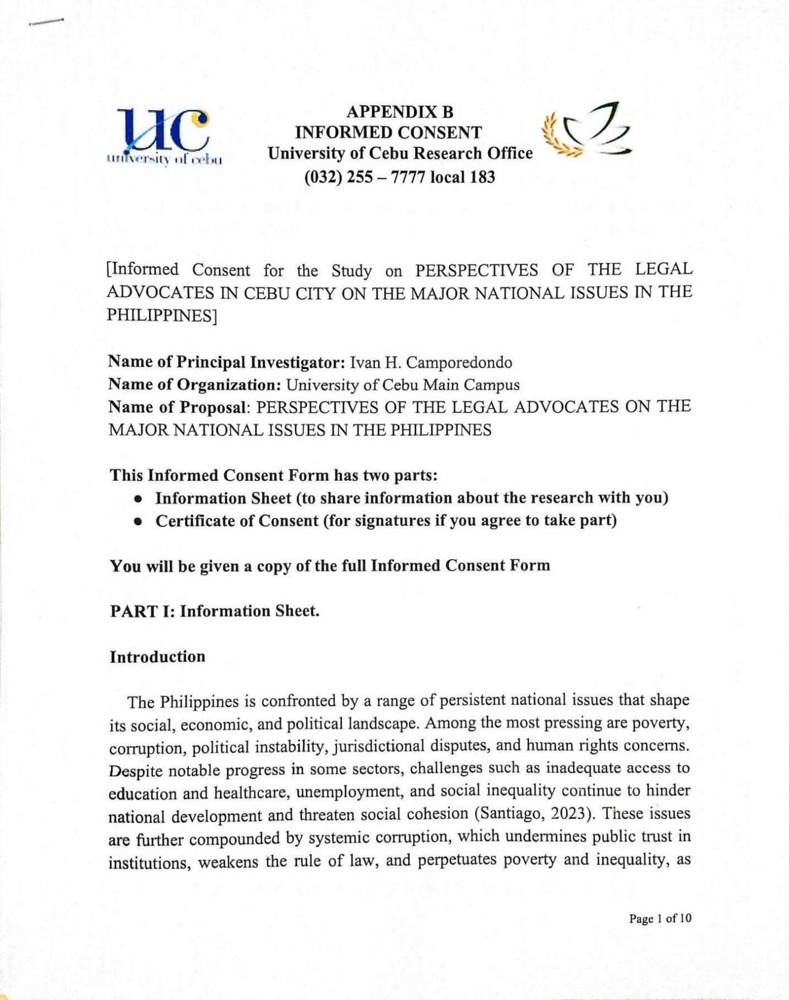 uc
university of cebu
APPENDIX B
INFORMED CONSENT
University of Cebu Research Office
(032) 255 – 7777 local 183
[Informed Consent for the Study on PERSPECTIVES OF THE LEGAL
ADVOCATES IN CEBU CITY ON THE MAJOR NATIONAL ISSUES IN THE
PHILIPPINES]
Name of Principal Investigator: Ivan H. Camporedondo
Name of Organization: University of Cebu Main Campus
Name of Proposal: PERSPECTIVES OF THE LEGAL ADVOCATES ON THE
MAJOR NATIONAL ISSUES IN THE PHILIPPINES
This Informed Consent Form has two parts:
● Information Sheet (to share information about the research with you)
● Certificate of Consent (for signatures if you agree to take part)
You will be given a copy of the full Informed Consent Form
PART I: Information Sheet.
Introduction
The Philippines is confronted by a range of persistent national issues that shape
its social, economic, and political landscape. Among the most pressing are poverty,
corruption, political instability, jurisdictional disputes, and human rights concerns.
Despite notable progress in some sectors, challenges such as inadequate access to
education and healthcare, unemployment, and social inequality continue to hinder
national development and threaten social cohesion (Santiago, 2023). These issues
are further compounded by systemic corruption, which undermines public trust in
institutions, weakens the rule of law, and perpetuates poverty and inequality, as
Page 1 of 10